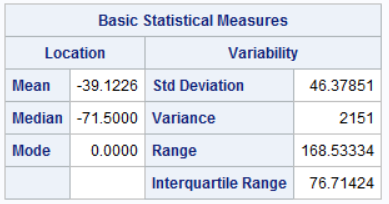 Basic Statistical Measures
Location Variability
Mean -39.1226 Std Deviation 46.37851
Median -71.5000 Variance 2151
Mode 0.0000 Range 168.53334
Interquartile Range 76.71424